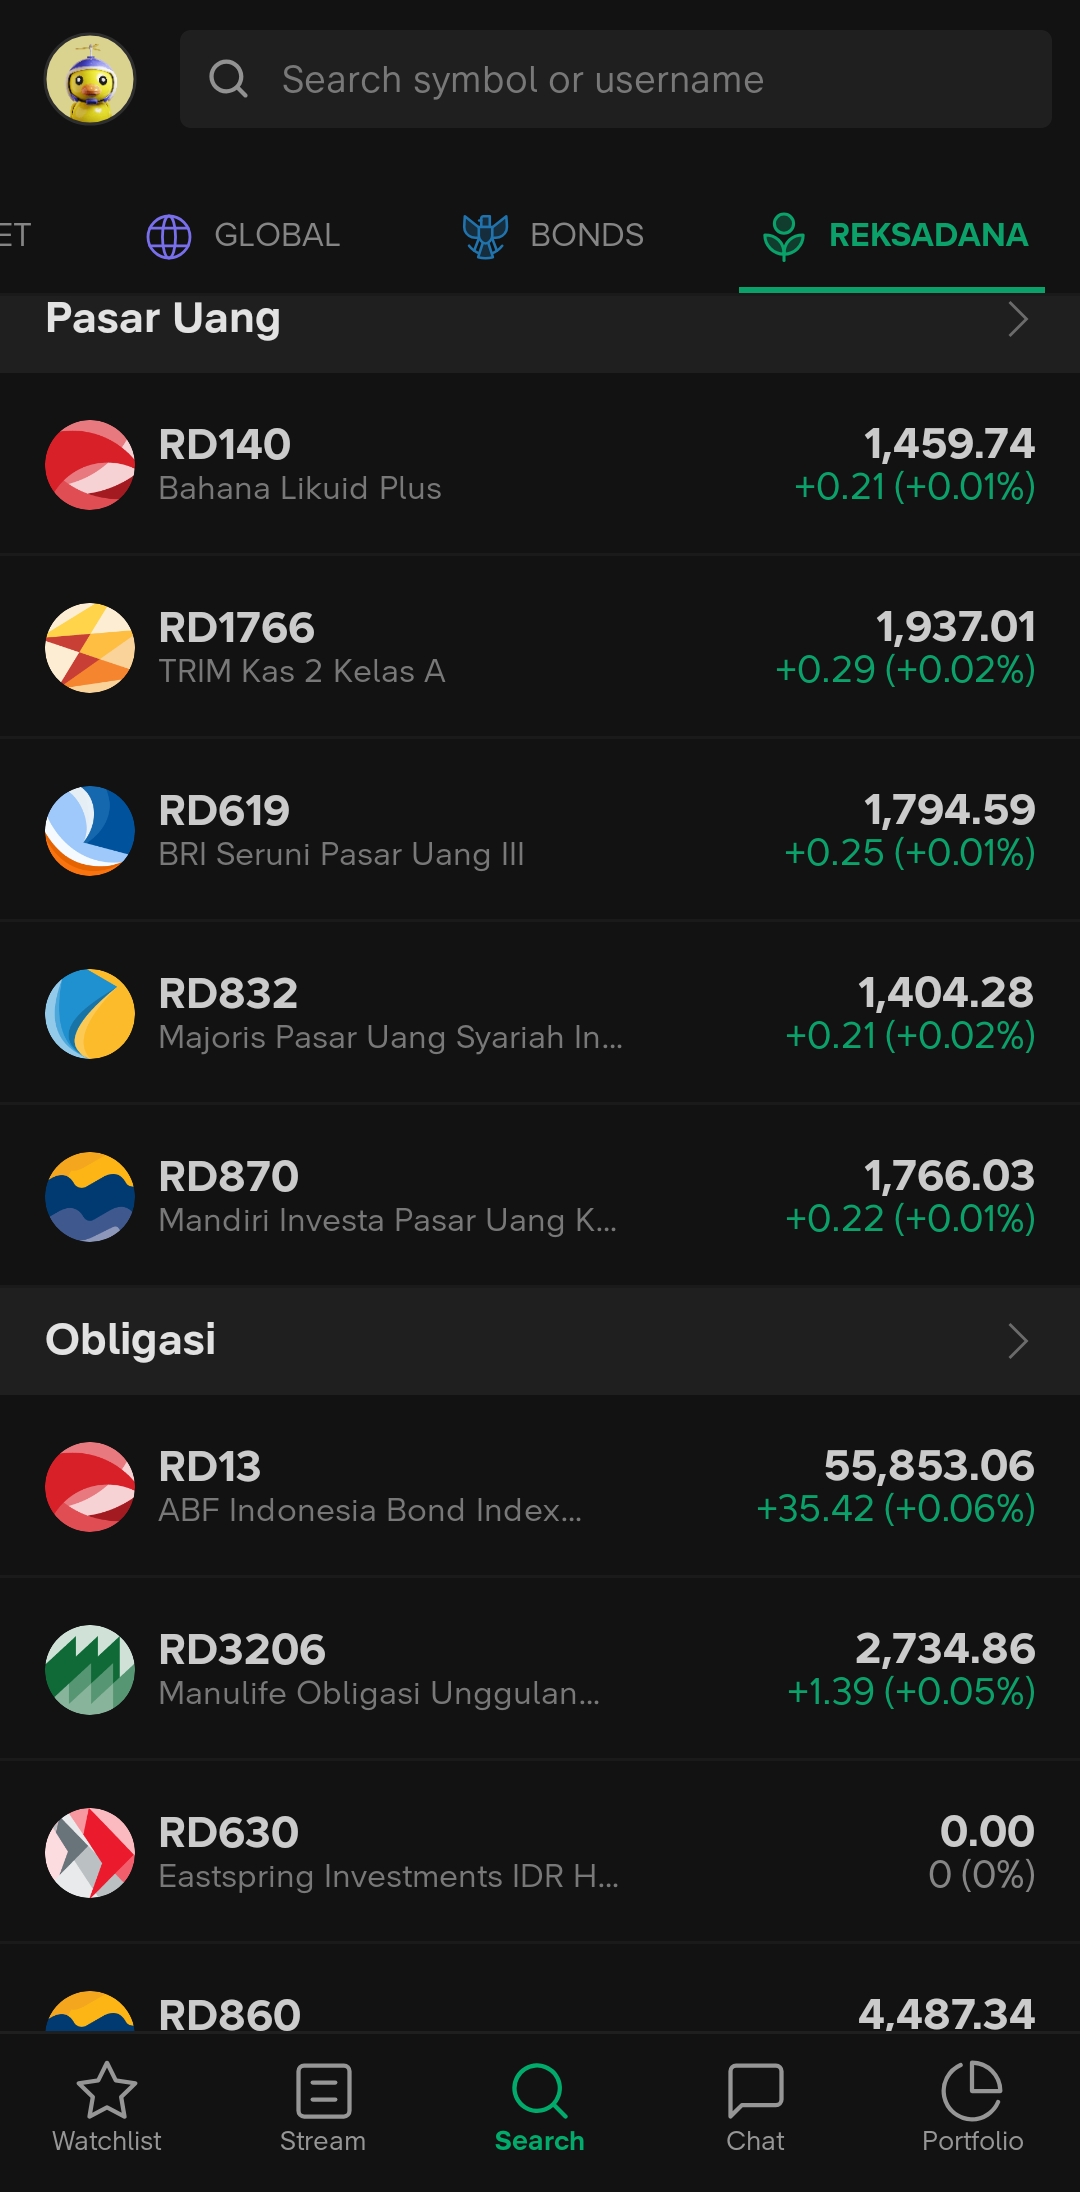 Search symbol or username
ET GLOBAL BONDS REKSADANA
Pasar Uang
RD140 1,459.74
Bahana Likuid Plus +0.21 (+0.01%)
RD1766 1,937.01
TRIM Kas 2 Kelas A +0.29 (+0.02%)
RD619 1,794.59
BRI Seruni Pasar Uang III +0.25 (+0.01%)
RD832 1,404.28
Majoris Pasar Uang Syariah In... +0.21 (+0.02%)
RD870 1,766.03
Mandiri Investa Pasar Uang K... +0.22 (+0.01%)
Obligasi
RD13 55,853.06
ABF Indonesia Bond Index... +35.42 (+0.06%)
RD3206 2,734.86
Manulife Obligasi Unggulan... +1.39 (+0.05%)
RD630 0.00
Eastspring Investments IDR H... 0 (0%)
RD860 4,487.34
Watchlist Stream Search Chat Portfolio